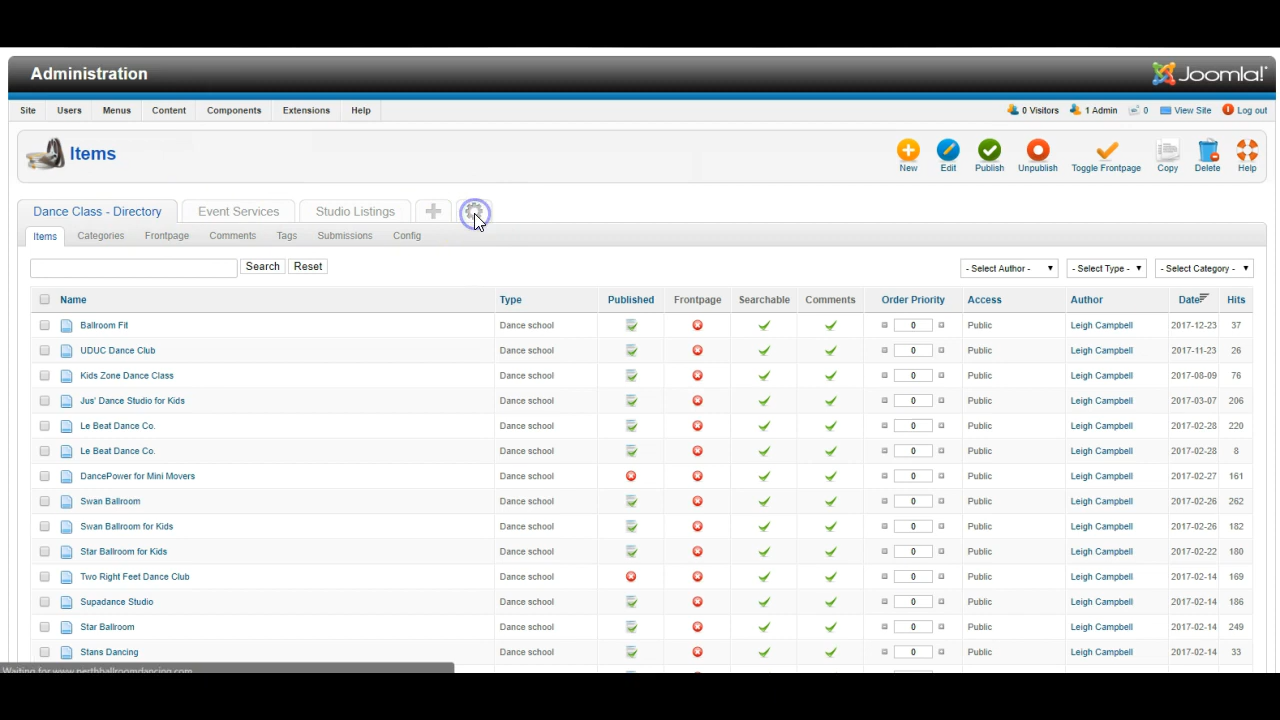 Administration
Joomla!
Site Users Menus Content Components Extensions Help
0 Visitors 1 Admin 0 View Site Log out
Items
New Edit Publish Unpublish Toggle Frontpage Copy Delete Help
Dance Class - Directory Event Services Studio Listings
Items Categories Frontpage Comments Tags Submissions Config
Search Reset - Select Author - - Select Type - - Select Category -
Name Type Published Frontpage Searchable Comments Order Priority Access Author Date Hits
Ballroom Fit Dance school 0 Public Leigh Campbell 2017-12-23 37
UDUC Dance Club Dance school 0 Public Leigh Campbell 2017-11-23 26
Kids Zone Dance Class Dance school 0 Public Leigh Campbell 2017-08-09 76
Jus' Dance Studio for Kids Dance school 0 Public Leigh Campbell 2017-03-07 206
Le Beat Dance Co. Dance school 0 Public Leigh Campbell 2017-02-28 220
Le Beat Dance Co. Dance school 0 Public Leigh Campbell 2017-02-28 8
DancePower for Mini Movers Dance school 0 Public Leigh Campbell 2017-02-27 161
Swan Ballroom Dance school 0 Public Leigh Campbell 2017-02-26 262
Swan Ballroom for Kids Dance school 0 Public Leigh Campbell 2017-02-26 182
Star Ballroom for Kids Dance school 0 Public Leigh Campbell 2017-02-22 180
Two Right Feet Dance Club Dance school 0 Public Leigh Campbell 2017-02-14 169
Supadance Studio Dance school 0 Public Leigh Campbell 2017-02-14 186
Star Ballroom Dance school 0 Public Leigh Campbell 2017-02-14 249
Stans Dancing Dance school 0 Public Leigh Campbell 2017-02-14 33
Waiting for www.perthballroomdancing.com